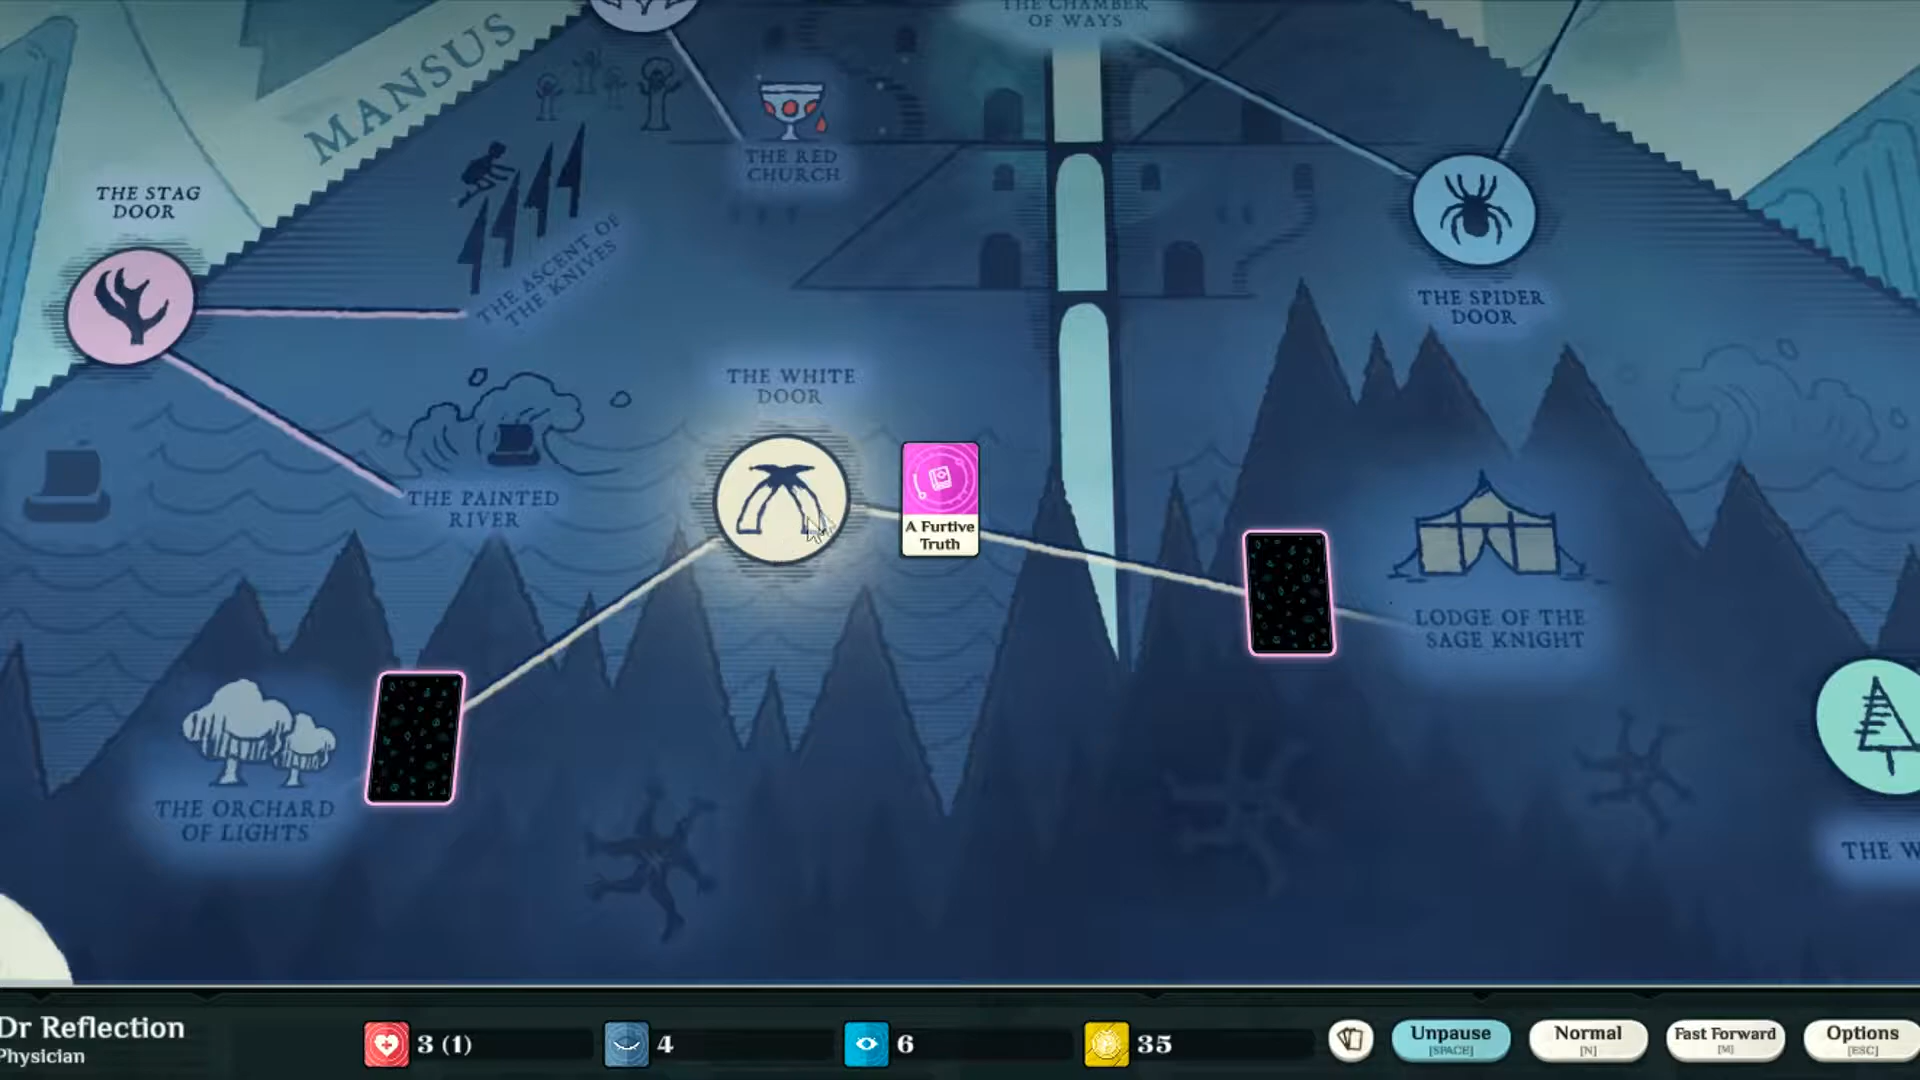 THE CHAMBER
OF WAYS
MANSUS
THE RED
CHURCH
THE STAG
DOOR
THE ASCENT OF
THE KNIVES
THE SPIDER
DOOR
THE WHITE
DOOR
THE PAINTED
RIVER
A Furtive
Truth
LODGE OF THE
SAGE KNIGHT
THE ORCHARD
OF LIGHTS
THE W
Dr Reflection
Physician
3 (1)
4
6
35
Unpause
[SPACE]
Normal
[N]
Fast Forward
[M]
Options
[ESC]